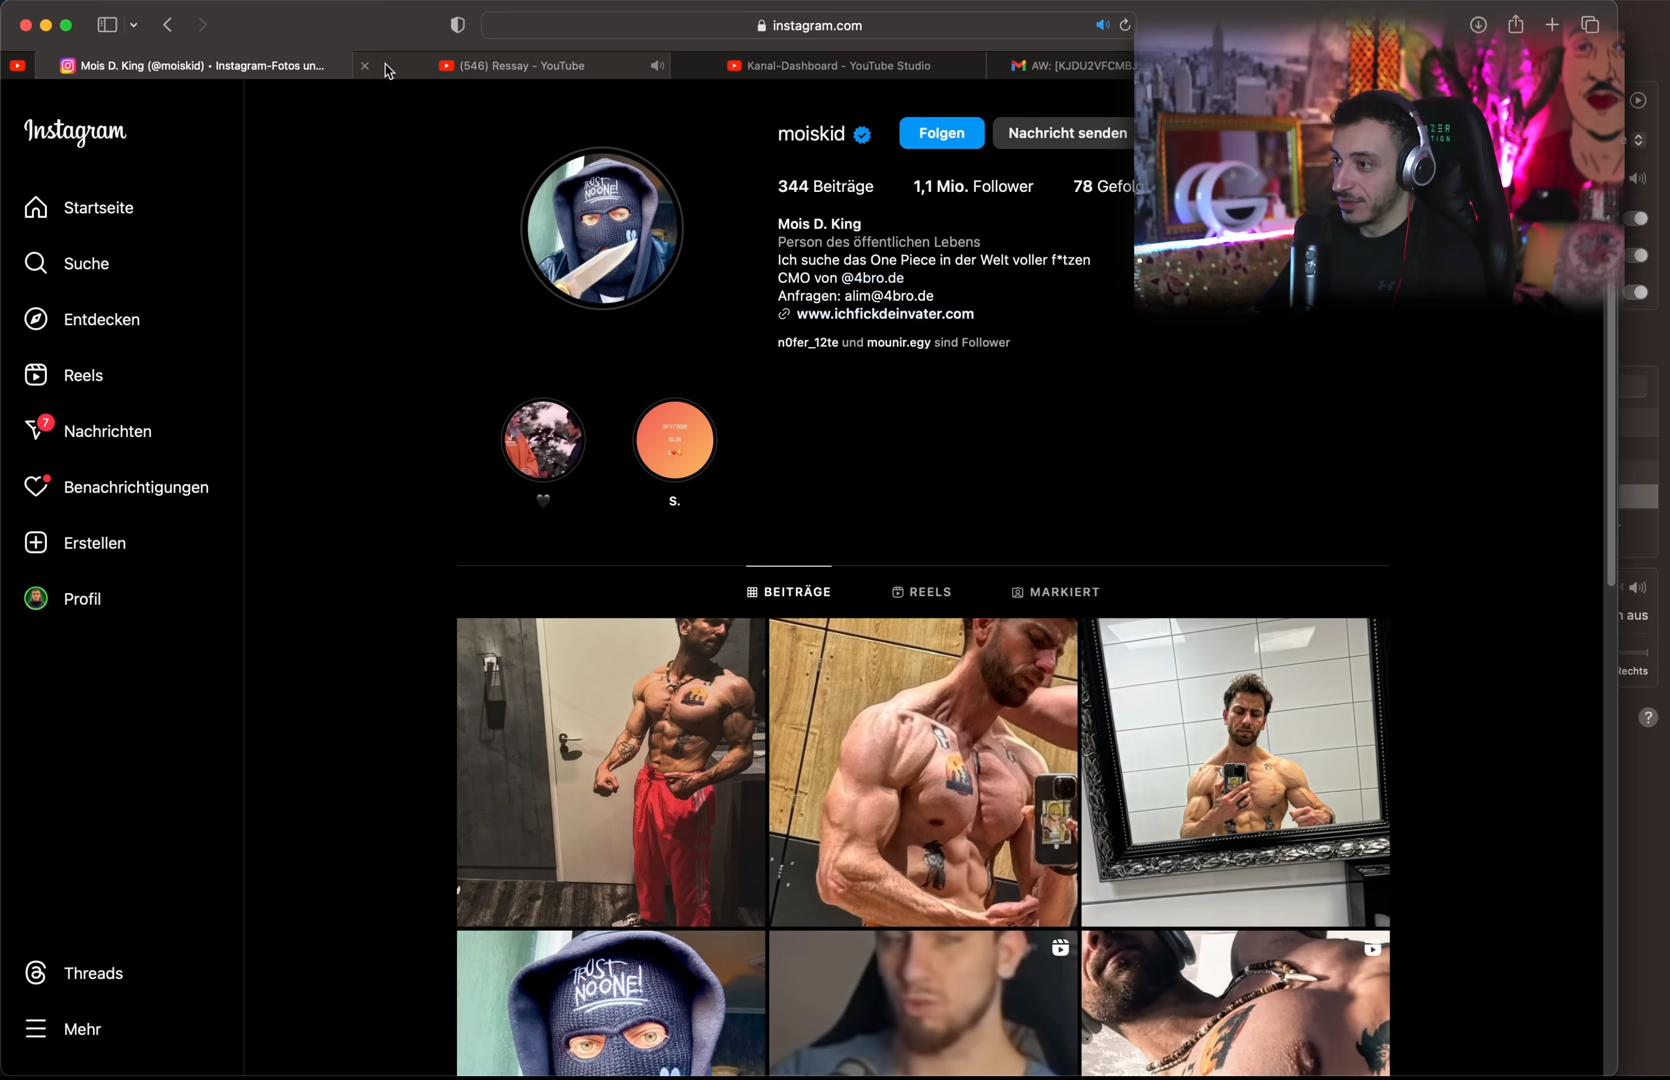 instagram.com
Mois D. King (@moiskid) • Instagram-Fotos un...
(546) Ressay - YouTube
Kanal-Dashboard - YouTube Studio
AW: [KJDU2VFCMBJ
Instagram
Startseite
Suche
Entdecken
Reels
7
Nachrichten
Benachrichtigungen
Erstellen
Profil
Threads
Mehr
TRUST
NO ONE!
moiskid
Folgen
Nachricht senden
344 Beiträge
1,1 Mio. Follower
78 Gefolg
Mois D. King
Person des öffentlichen Lebens
Ich suche das One Piece in der Welt voller f*tzen
CMO von @4bro.de
Anfragen: alim@4bro.de
www.ichfickdeinvater.com
n0fer_12te und mounir.egy sind Follower
🖤
S.
BEITRÄGE
REELS
MARKIERT
TRUST
NO ONE!
n aus
Rechts
?